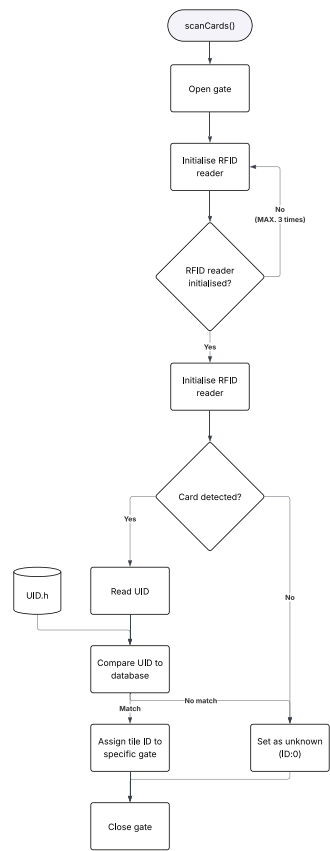 scanCards()
Open gate
Initialise RFID
reader
No
(MAX. 3 times)
RFID reader
initialised?
Yes
Initialise RFID
reader
Card detected?
Yes
No
UID.h
Read UID
Compare UID to
database
No match
Match
Assign tile ID to
specific gate
Set as unknown
(ID:0)
Close gate